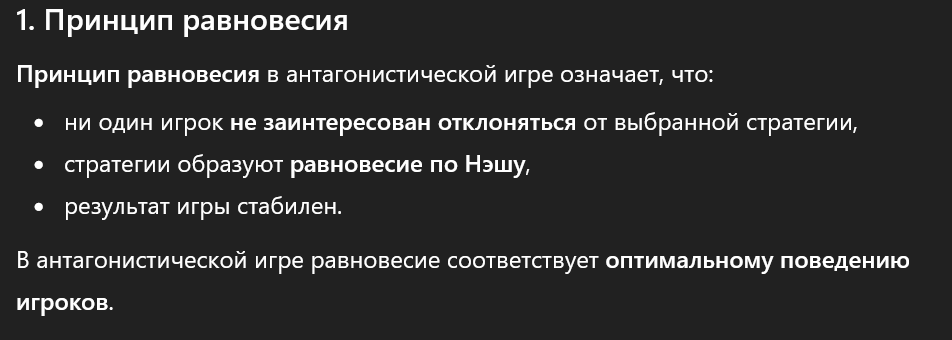 1. Принцип равновесия
Принцип равновесия в антагонистической игре означает, что:
• ни один игрок не заинтересован отклоняться от выбранной стратегии,
• стратегии образуют равновесие по Нэшу,
• результат игры стабилен.
В антагонистической игре равновесие соответствует оптимальному поведению
игроков.